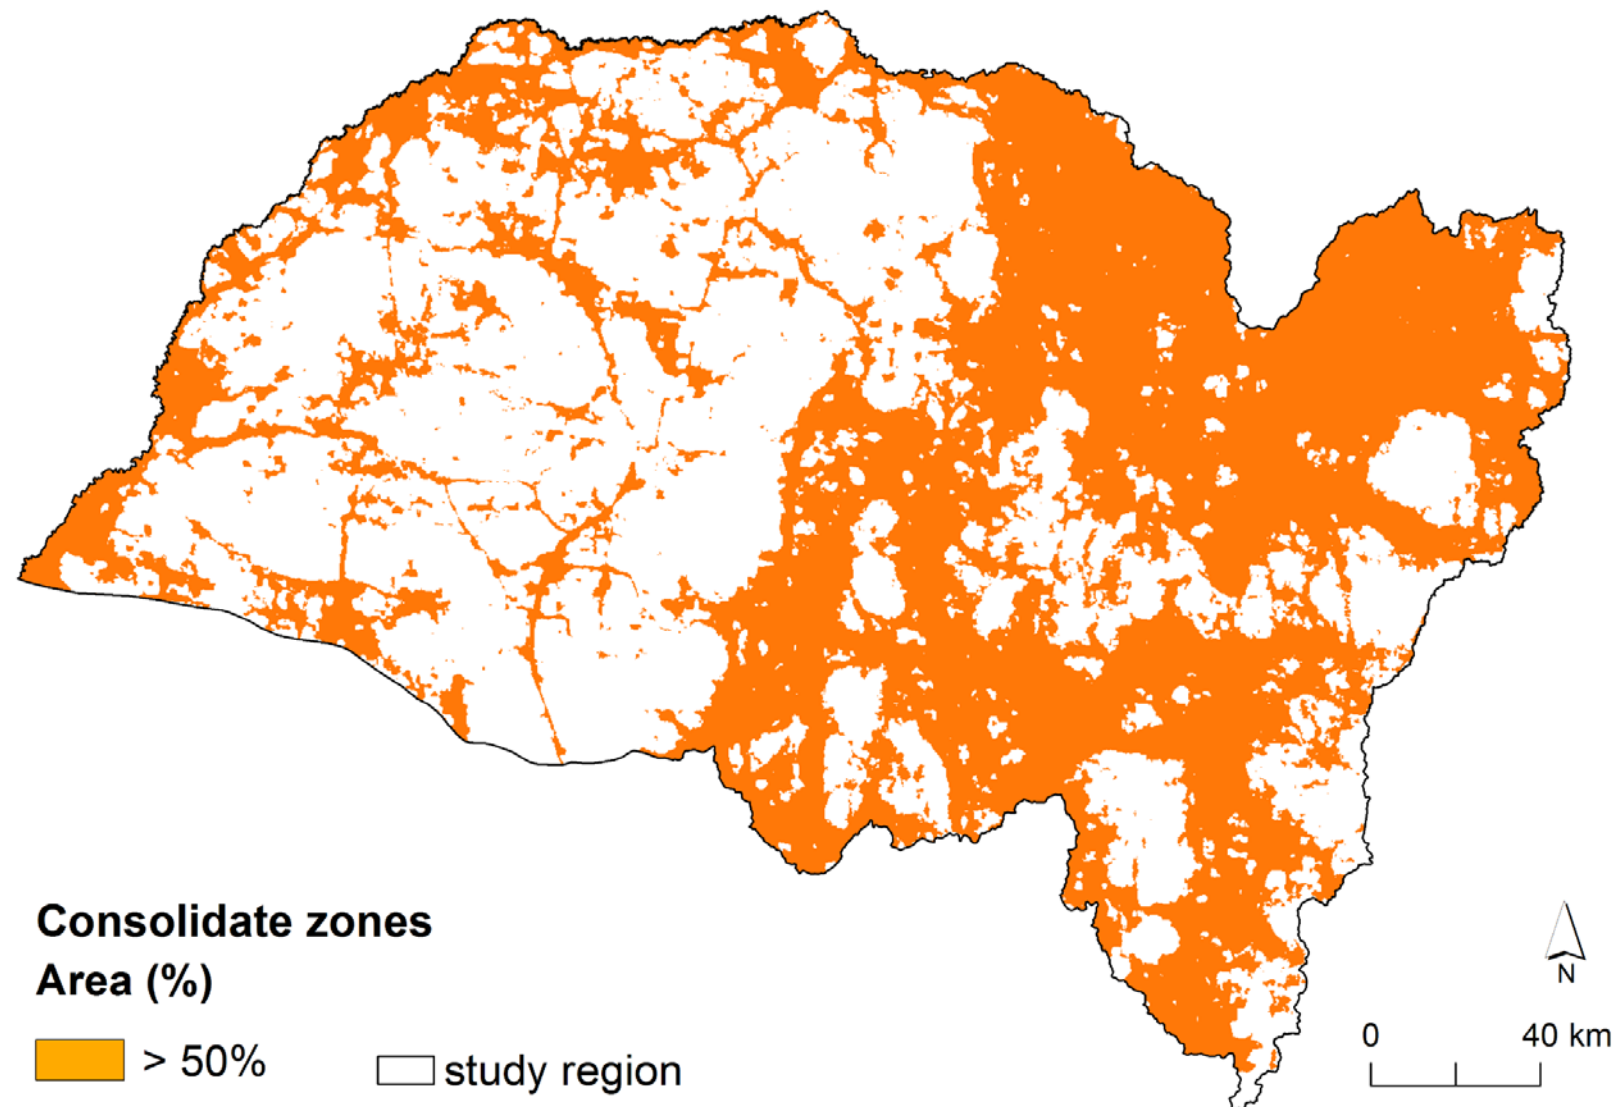 Consolidate zones
Area (%)
> 50%
study region
N
0 40 km